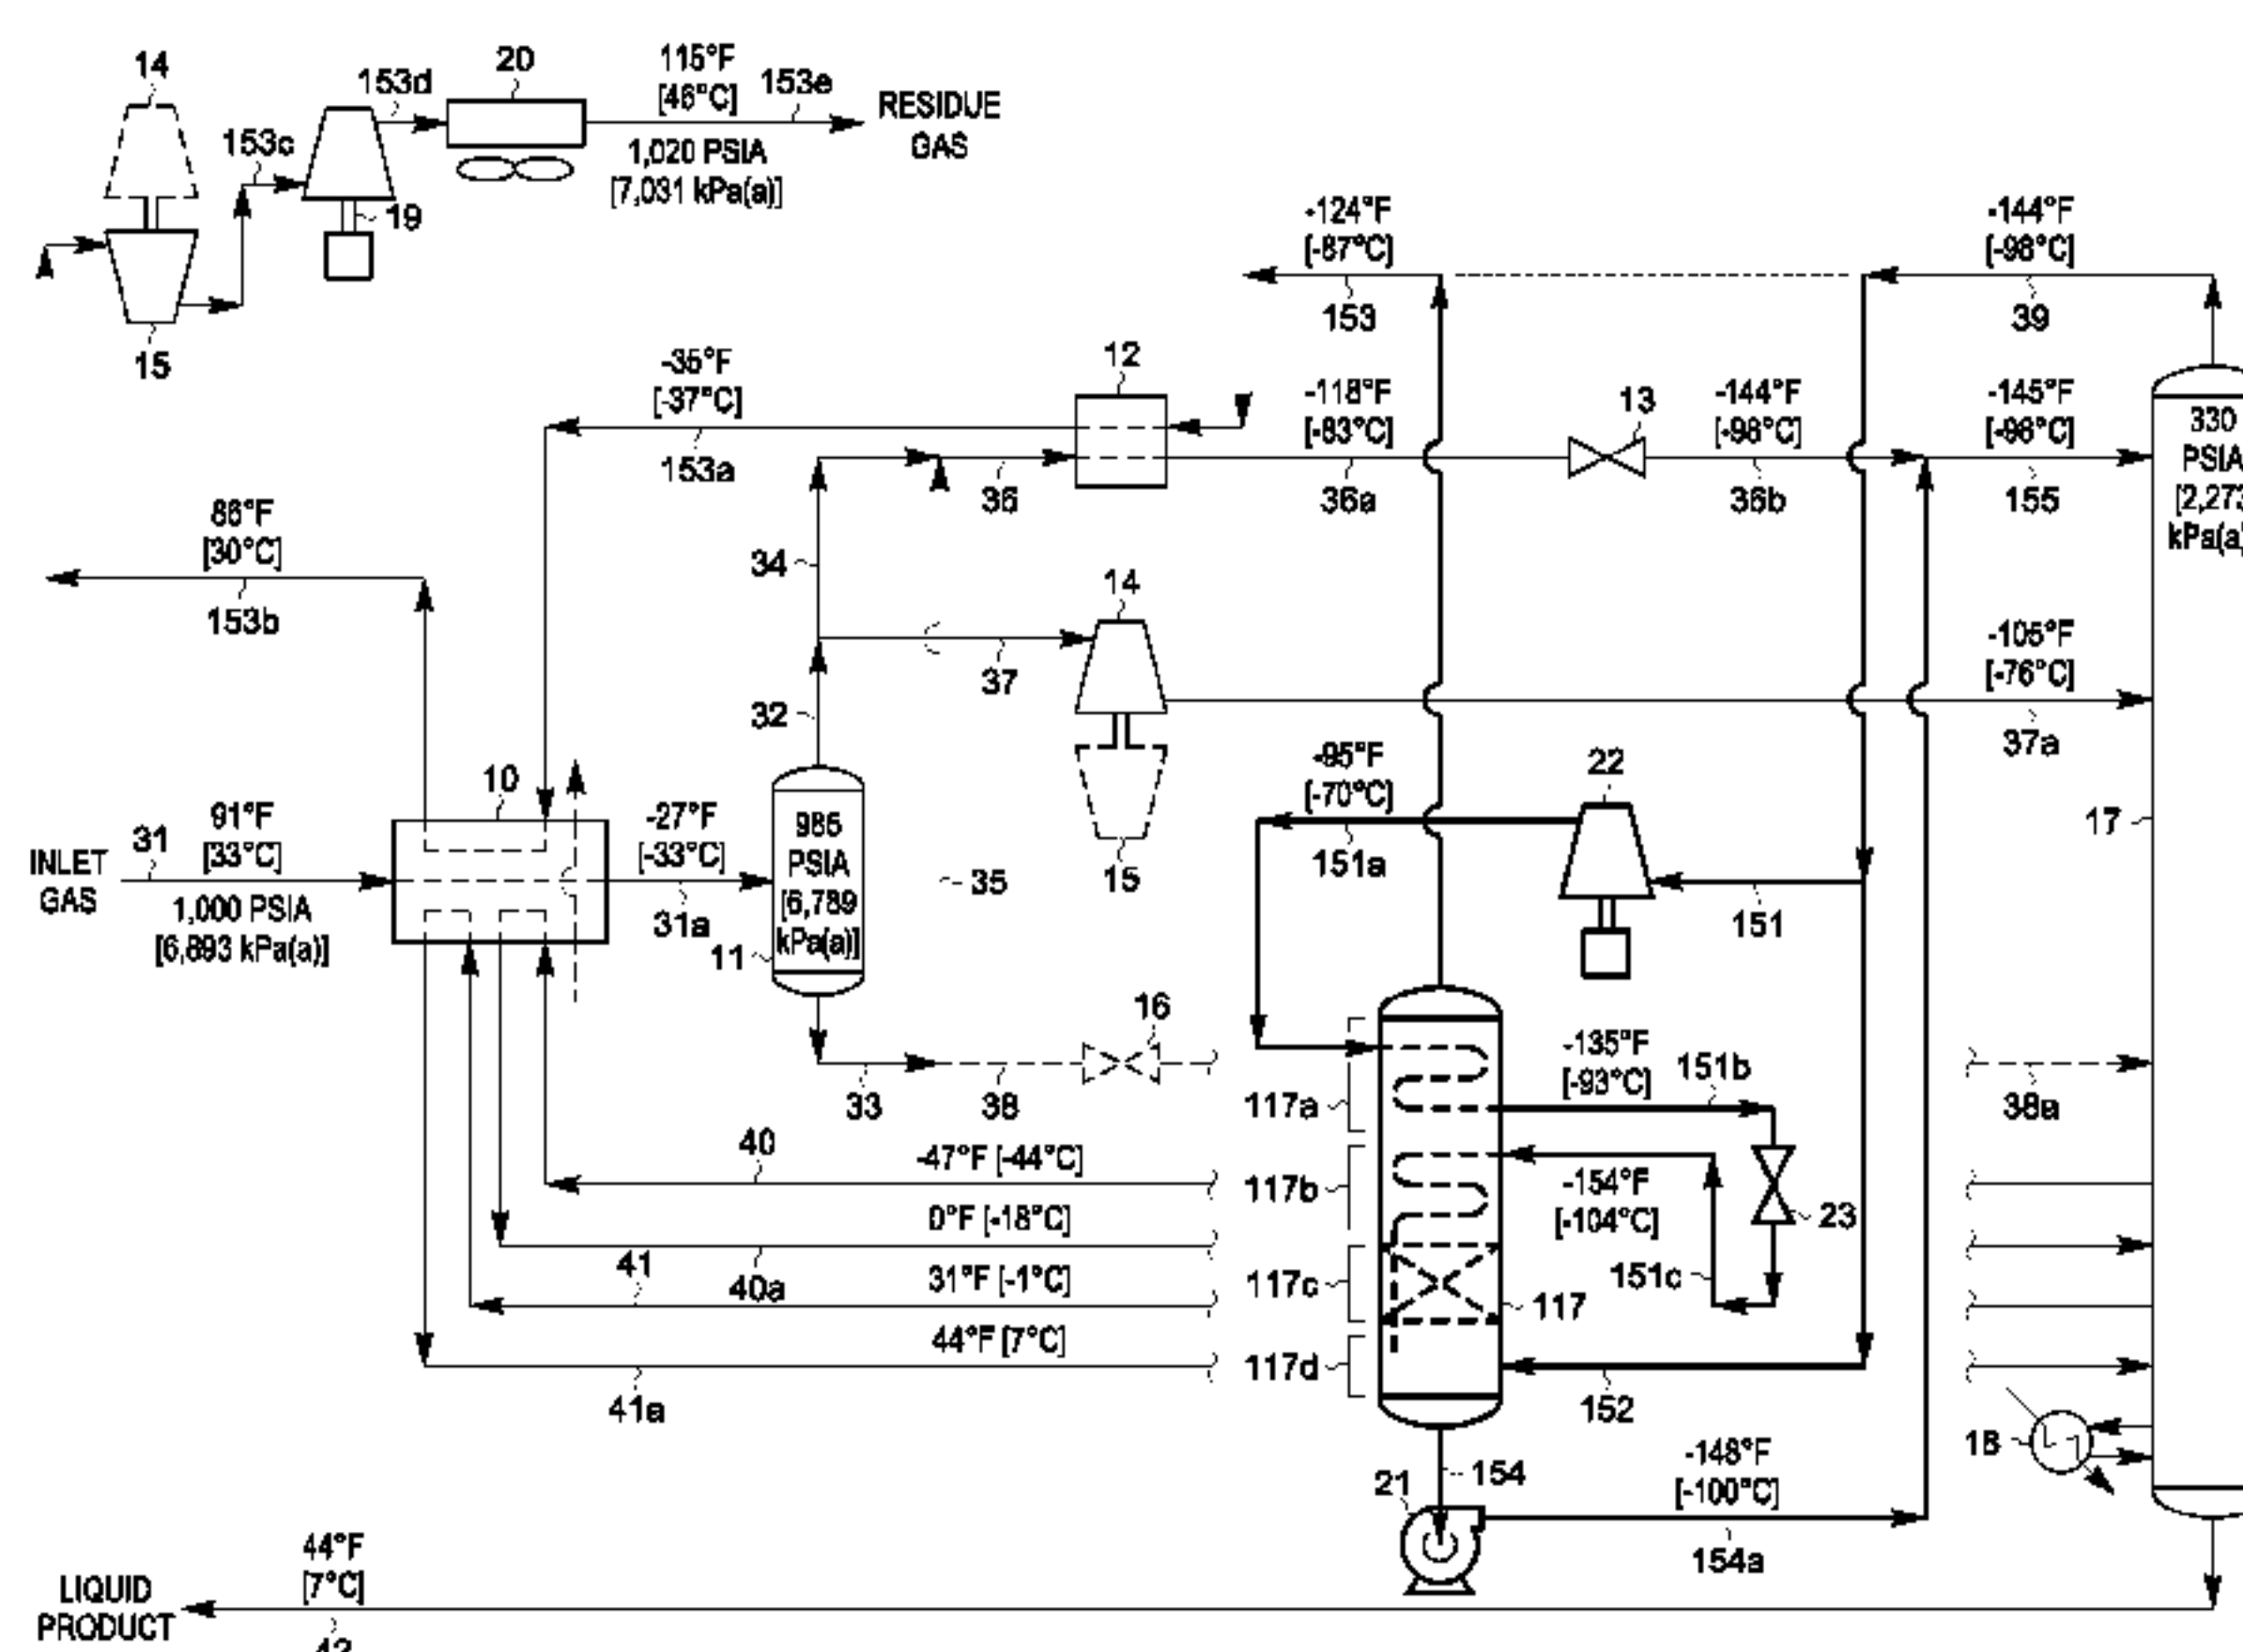 14
153d
20
115°F
[46°C]
153e
RESIDUE
GAS
153c
1,020 PSIA
[7,031 kPa(a)]
19
15
-124°F
[-87°C]
153
-144°F
[-98°C]
39
-35°F
[-37°C]
153a
12
-118°F
[-83°C]
36
36a
13
-144°F
[-98°C]
36b
-145°F
[-98°C]
155
330
PSIA
86°F
[30°C]
153b
34
14
37
32
-105°F
[-76°C]
37a
INLET
GAS
31
91°F
[33°C]
1,000 PSIA
[6,893 kPa(a)]
10
-27°F
[-33°C]
31a
985
PSIA
[6,789
kPa(a)]
11
35
15
-95°F
[-70°C]
151a
22
151
17
16
33
38
117a
-135°F
[-93°C]
151b
38a
40
-47°F [-44°C]
117b
-154°F
[-104°C]
23
0°F [-18°C]
40a
41
31°F [-1°C]
117c
151c
117
44°F [7°C]
41a
117d
152
18
154
21
-148°F
[-100°C]
154a
LIQUID
PRODUCT
44°F
[7°C]